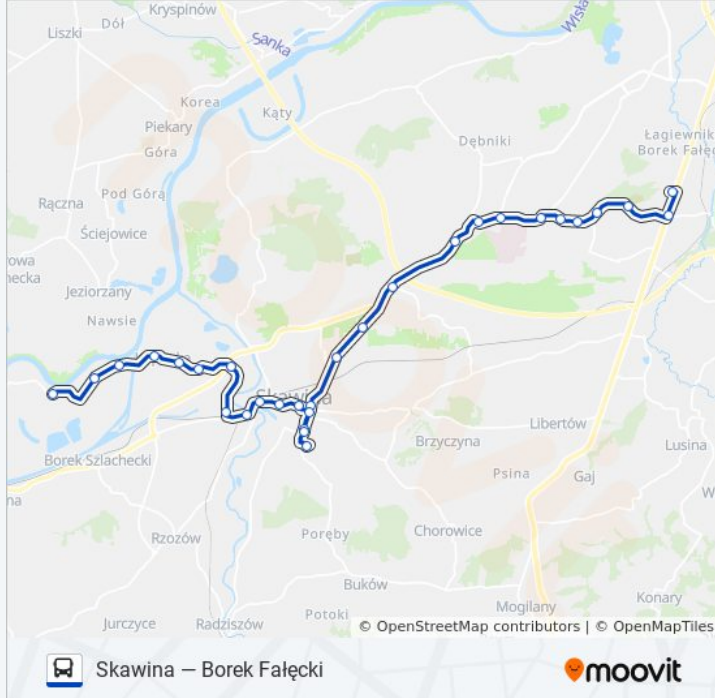 Kryspinów
Dół
Liszki
Sanka
Wisła
Korea
Kąty
Piekary
Góra
Dębniki
Borek Fałęc
Pod Górą
Rączna
Ściejowice
Jeziorzany
Nawsie
Skawina
Brzyczyna
Libertów
Lusina
Borek Szlachecki
Psina
Gaj
Rzozów
Poręby
Chorowice
Buków
Konary
Mogilany
Potoki
Jurczyce
Radziszów
© OpenStreetMap contributors | © OpenMapTiles
Skawina — Borek Fałęcki
moovit